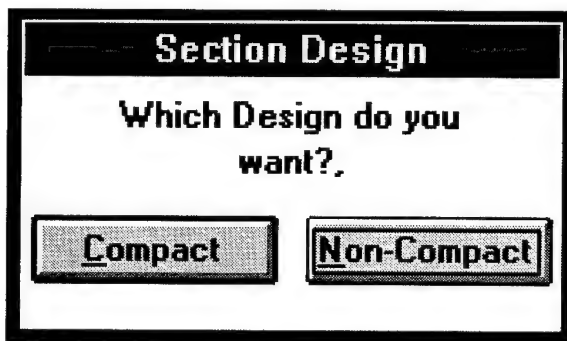 Section Design
Which Design do you
want?,
Compact
Non-Compact